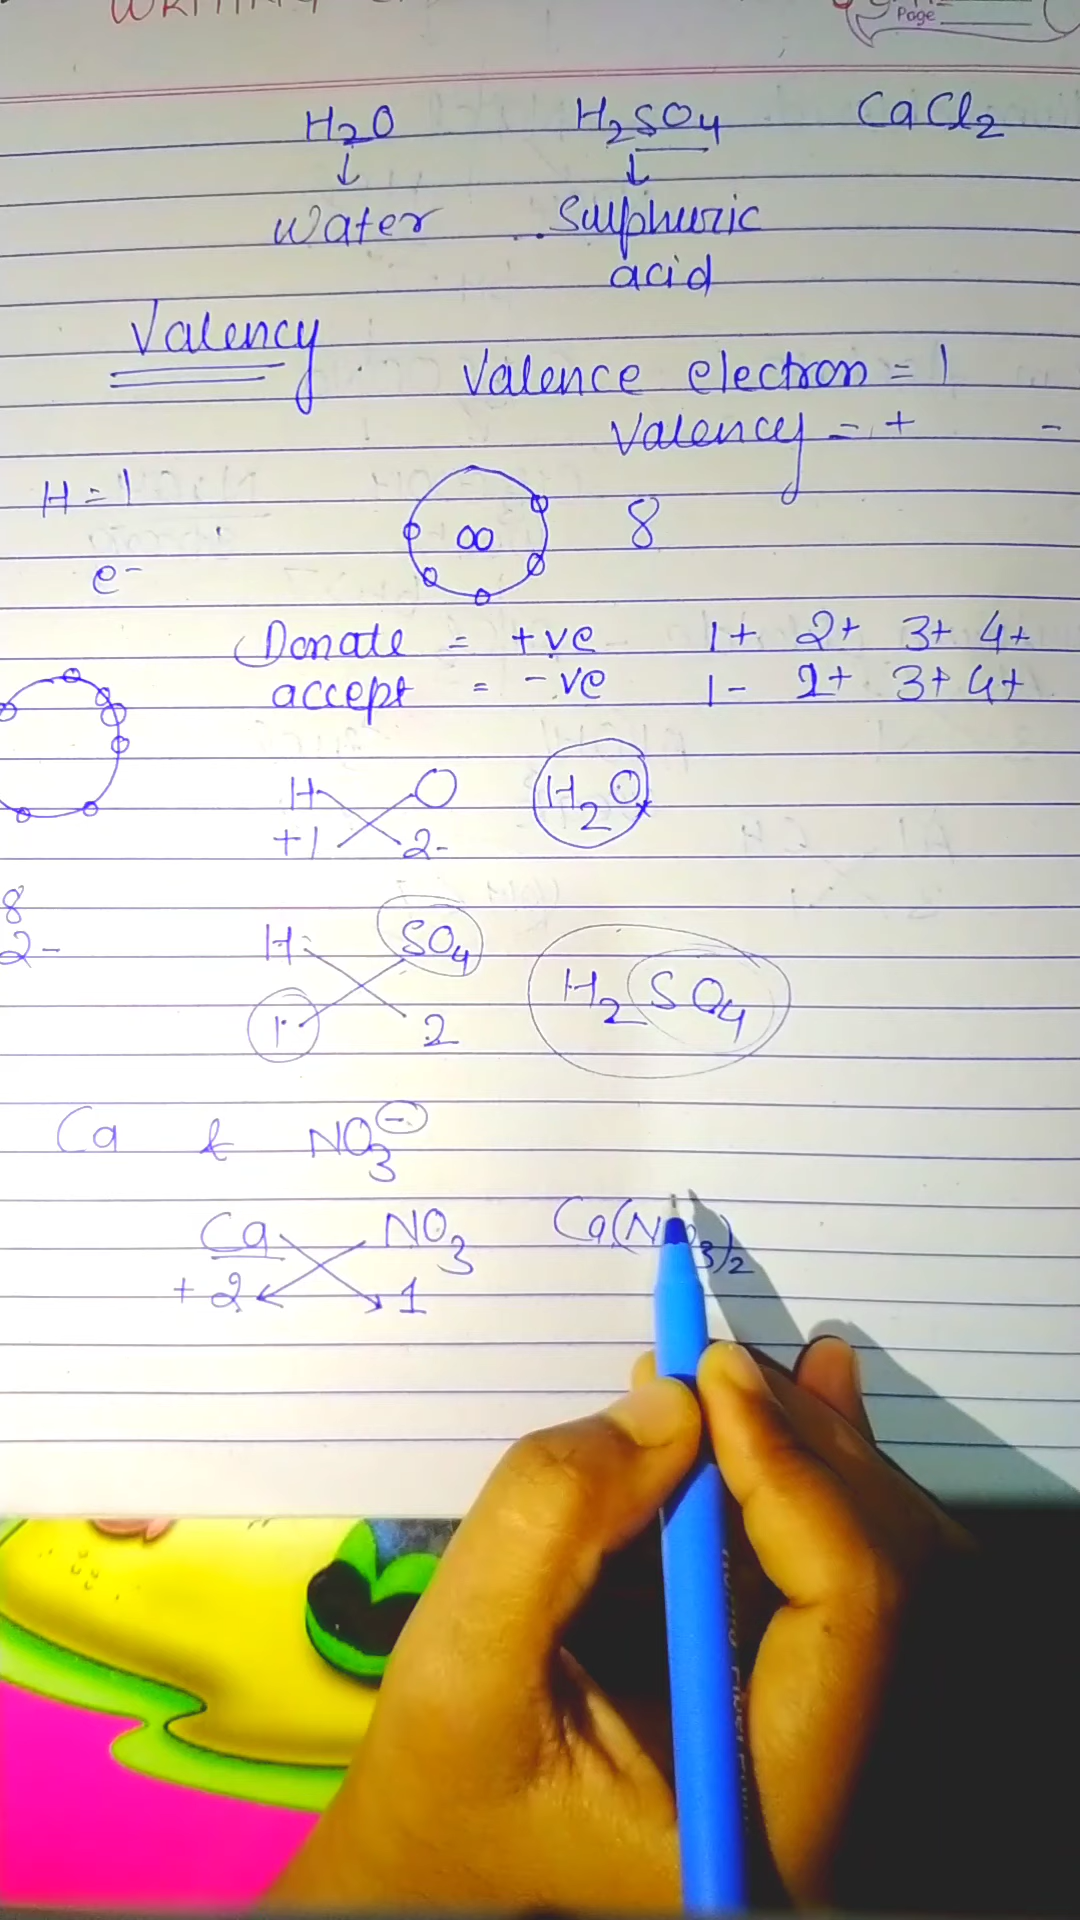 WRITING
Page
H2O H2SO4 CaCl2
↓ ↓
Water Sulphuric
acid
Valency
Valence electron = 1
Valency = + -
H = 1
8
e-
Donate = +ve 1+ 2+ 3+ 4+
accept = -ve 1- 2+ 3+ 4+
H O H2O
+1 2-
8
2-
H SO4 H2SO4
1 2
Ca & NO3-
Ca NO3 Ca(NO3)2
+2 1